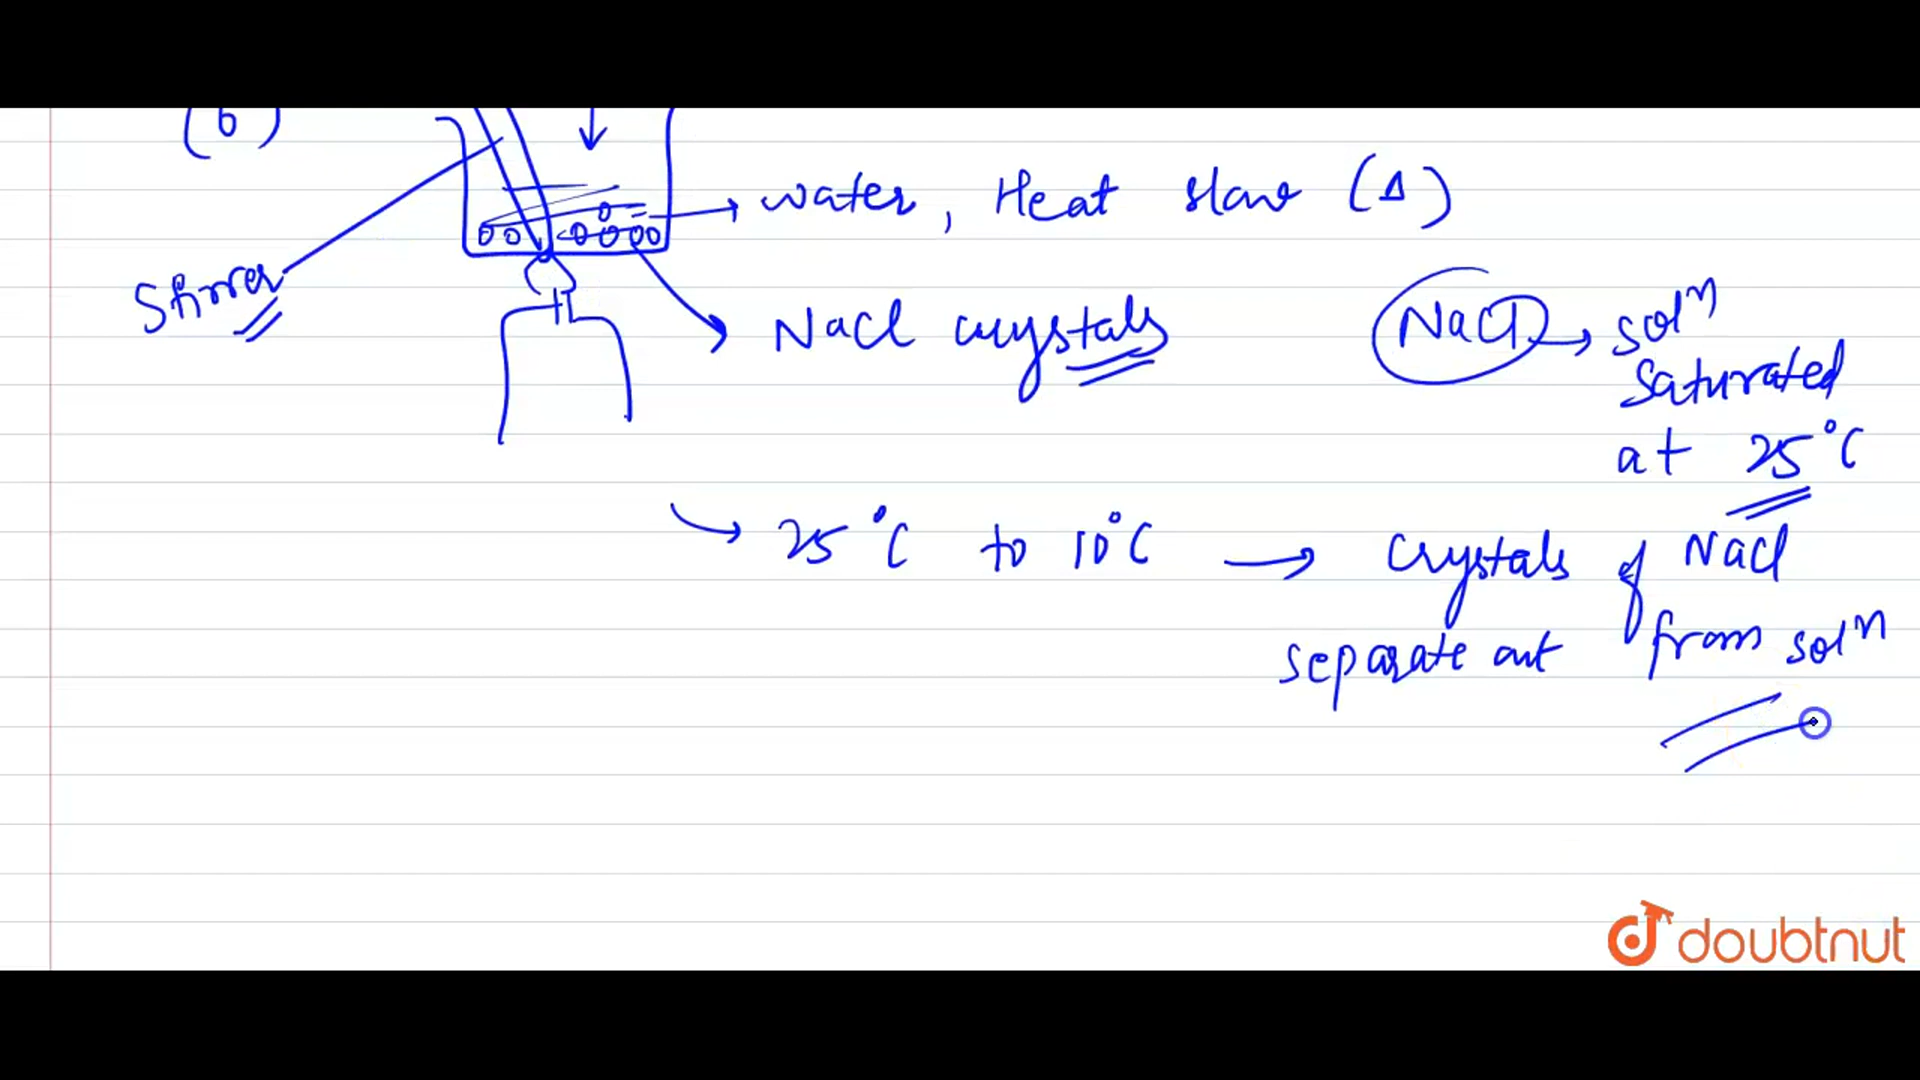 (b)
water, Heat slow (Δ)
Stirrer
NaCl crystals
NaCl → solⁿ
saturated
at 25°C
→ 25°C to 10°C → Crystals of NaCl
separate out from solⁿ
doubtnut